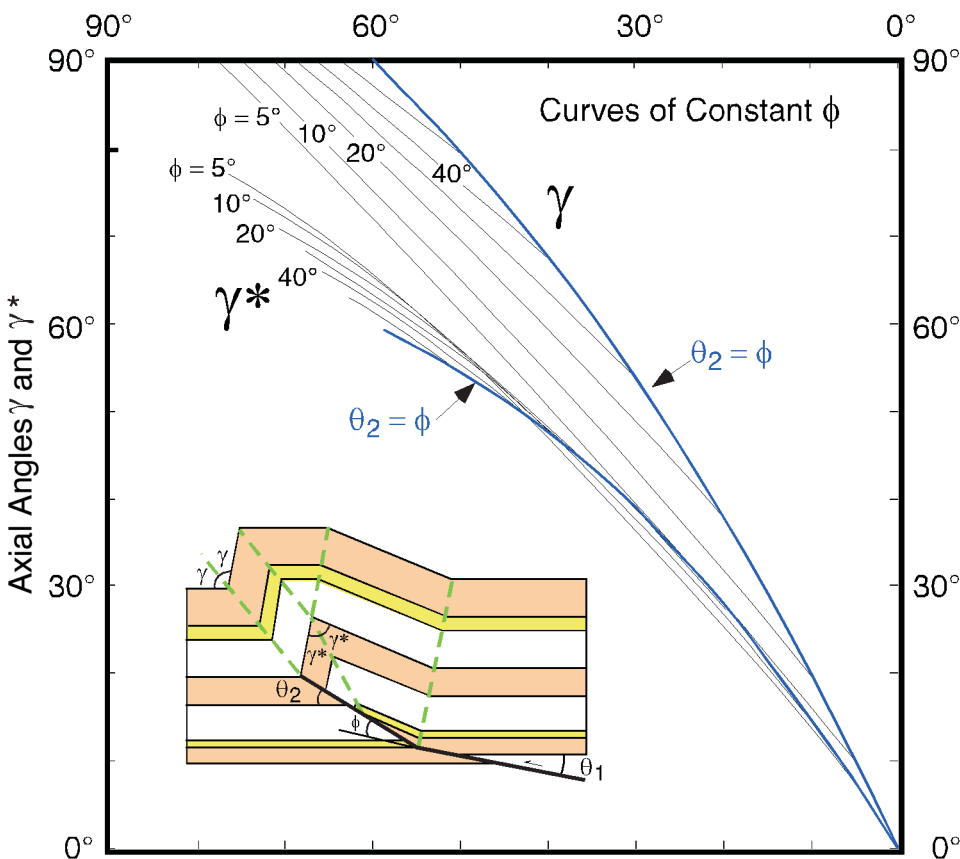 90° 60° 30° 0°
90° 90°
Curves of Constant ϕ
ϕ = 5°
10°
20°
40°
γ
ϕ = 5°
10°
20°
40°
γ*
60° 60°
θ2 = ϕ
θ2 = ϕ
Axial Angles γ and γ*
30° 30°
γ γ
γ* γ*
θ2
ϕ
θ1
0° 0°